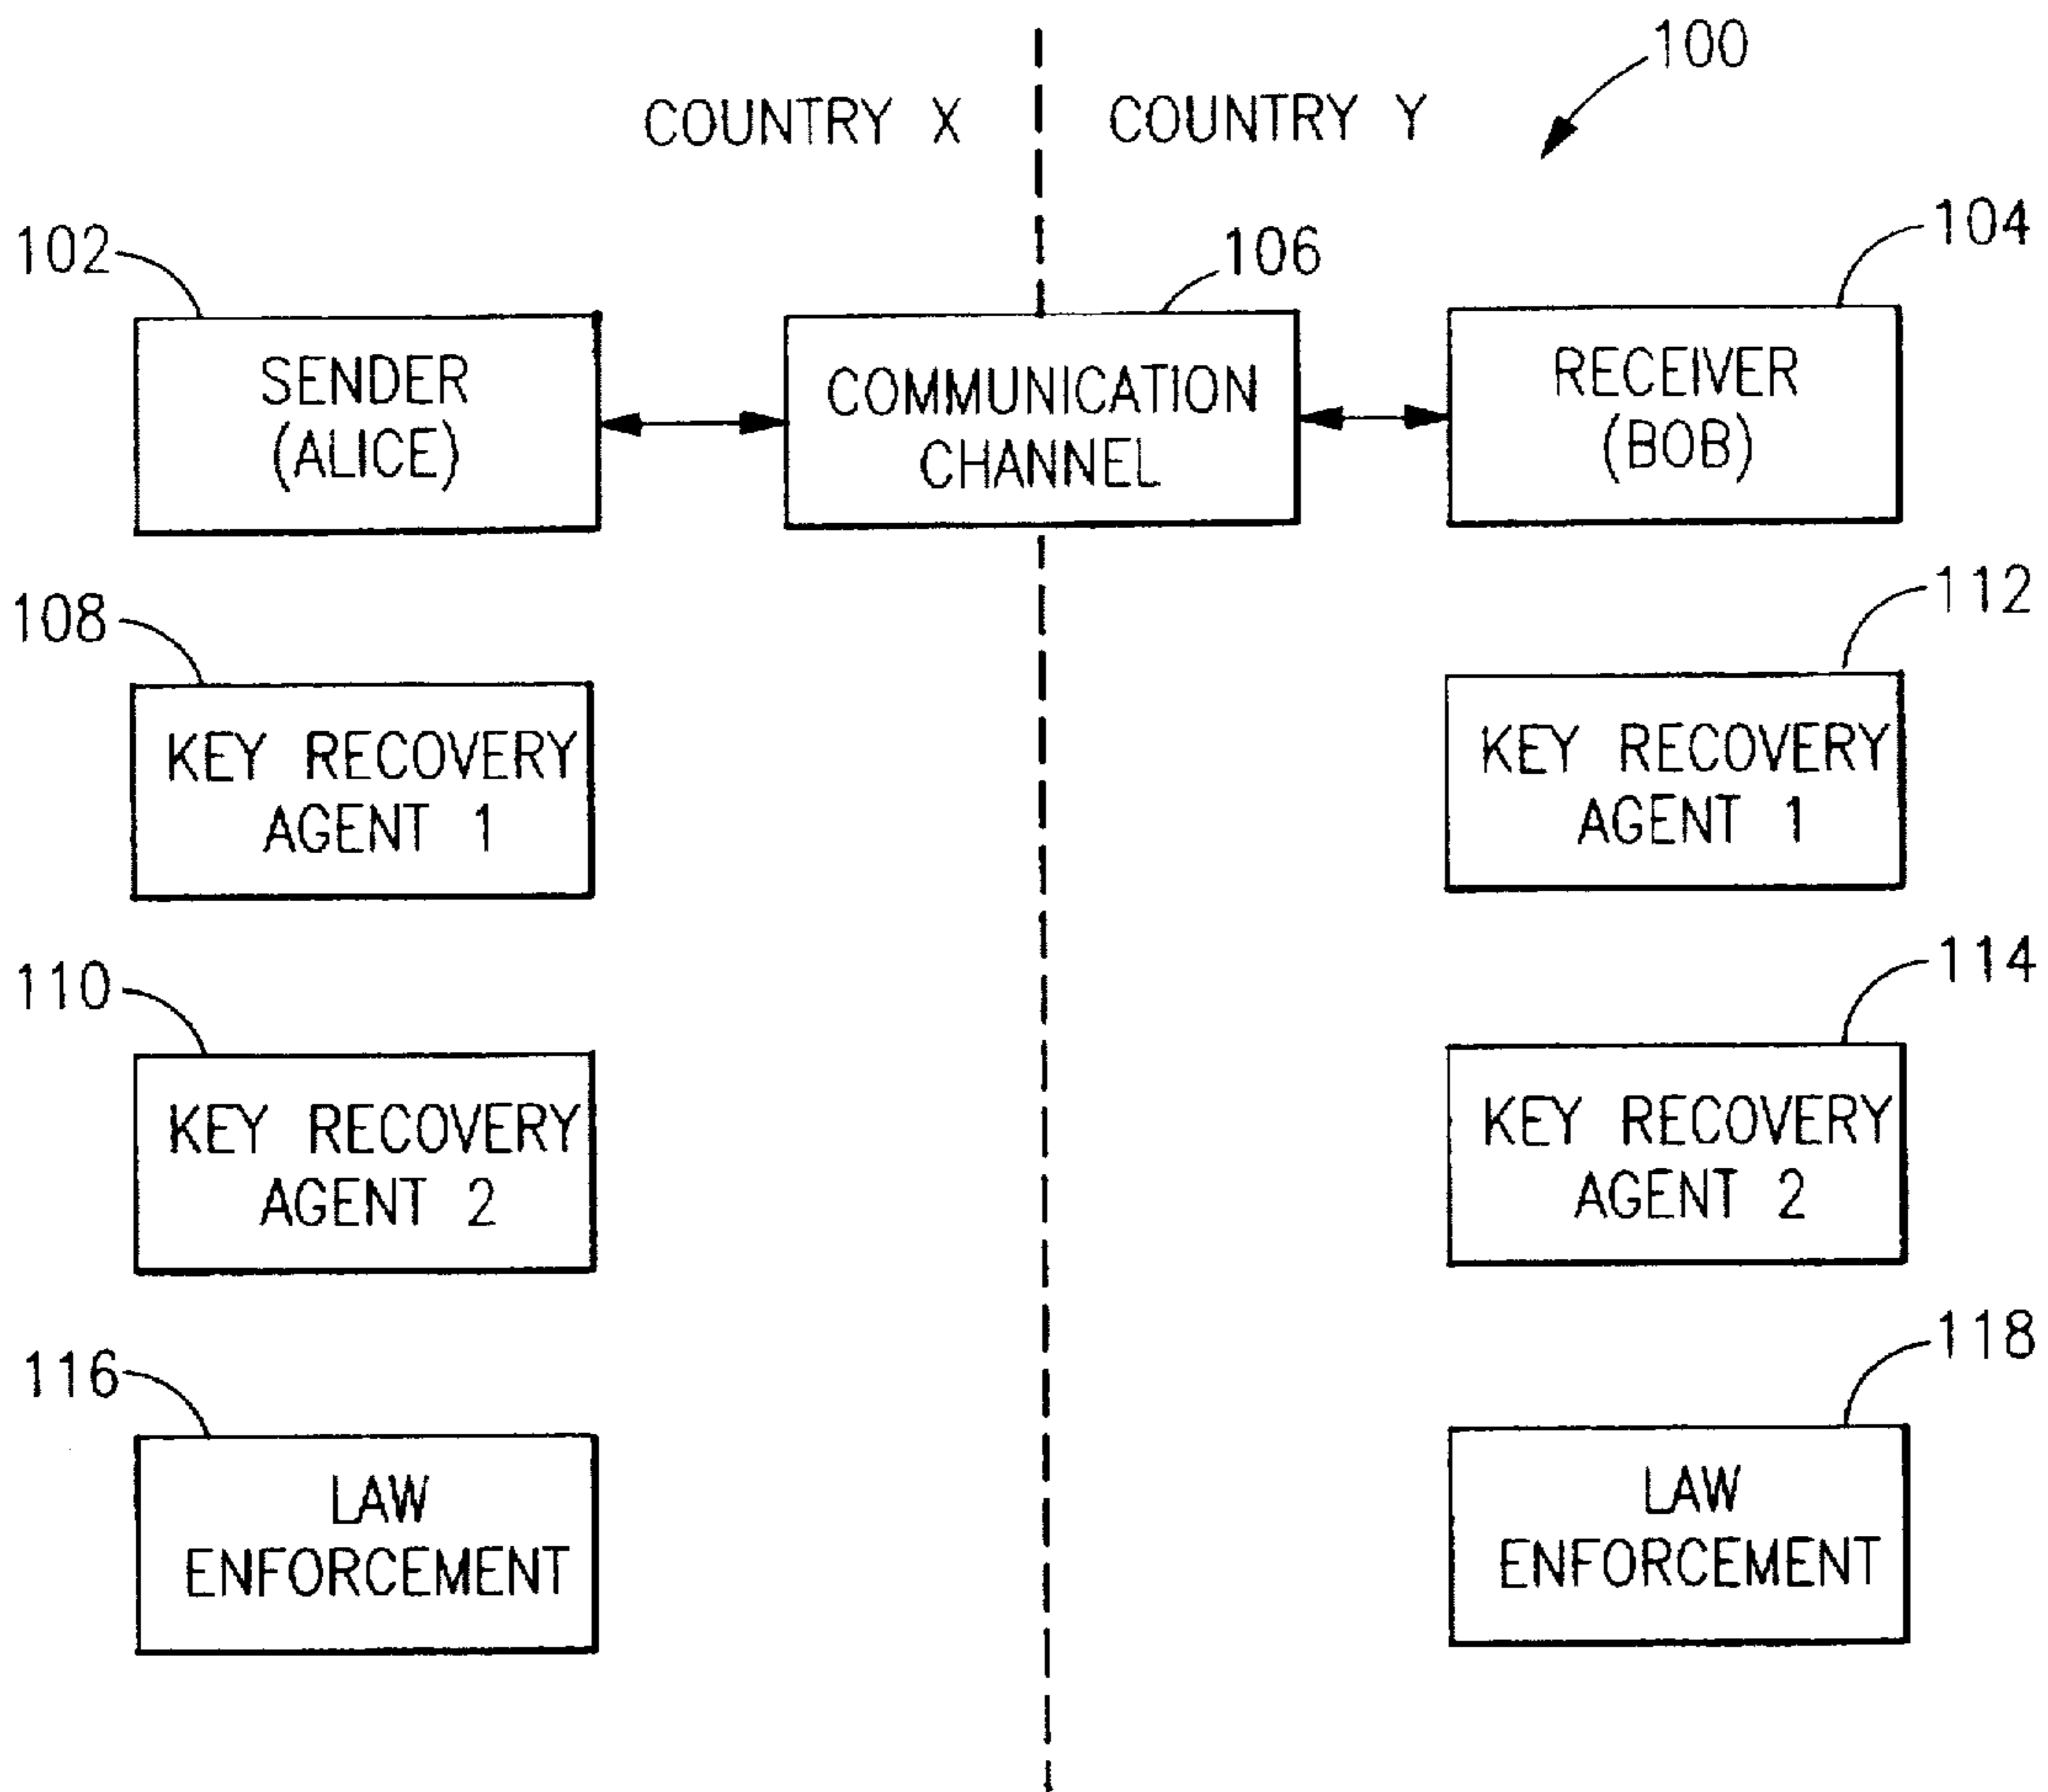 100
COUNTRY X
COUNTRY Y
102
106
104
SENDER
(ALICE)
COMMUNICATION
CHANNEL
RECEIVER
(BOB)
108
112
KEY RECOVERY
AGENT 1
KEY RECOVERY
AGENT 1
110
114
KEY RECOVERY
AGENT 2
KEY RECOVERY
AGENT 2
116
118
LAW
ENFORCEMENT
LAW
ENFORCEMENT